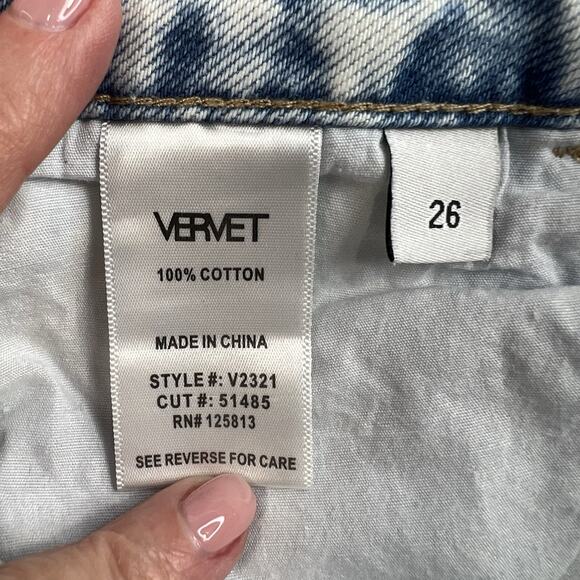 VERVET
100% COTTON
MADE IN CHINA
STYLE #: V2321
CUT #: 51485
RN# 125813
SEE REVERSE FOR CARE
26